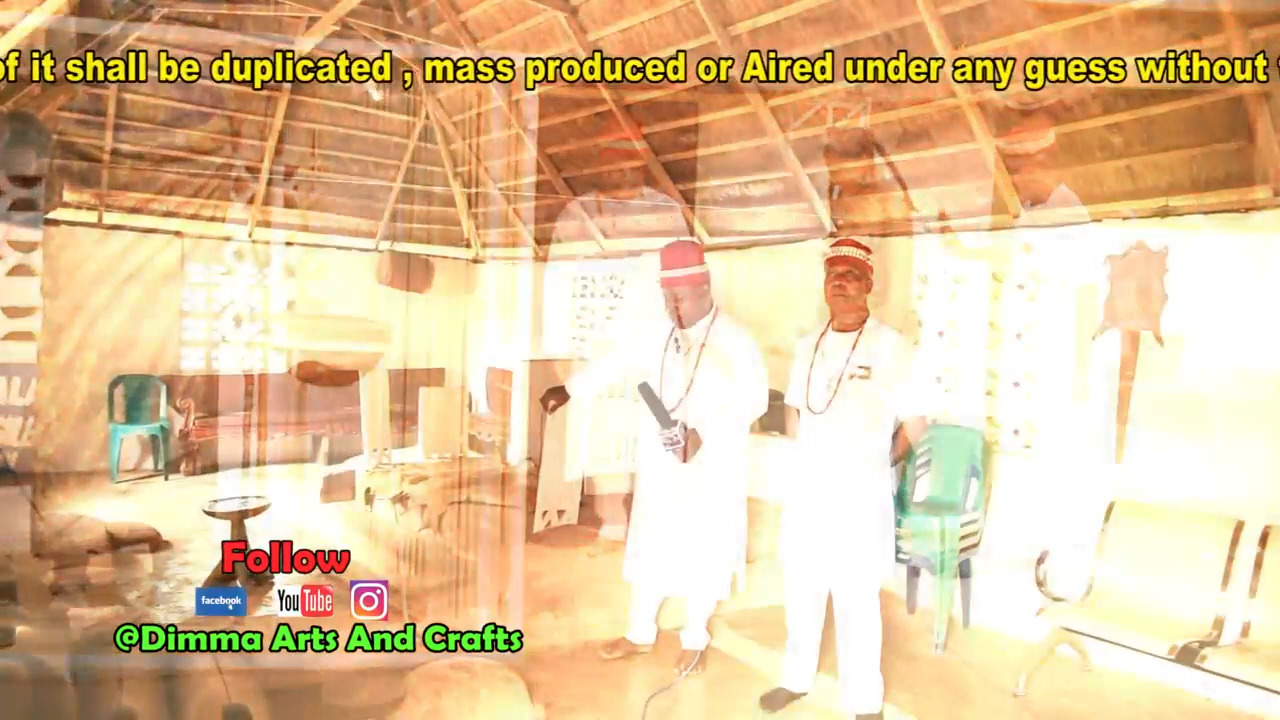 of it shall be duplicated , mass produced or Aired under any guess without
Follow
facebook YouTube
@Dimma Arts And Crafts